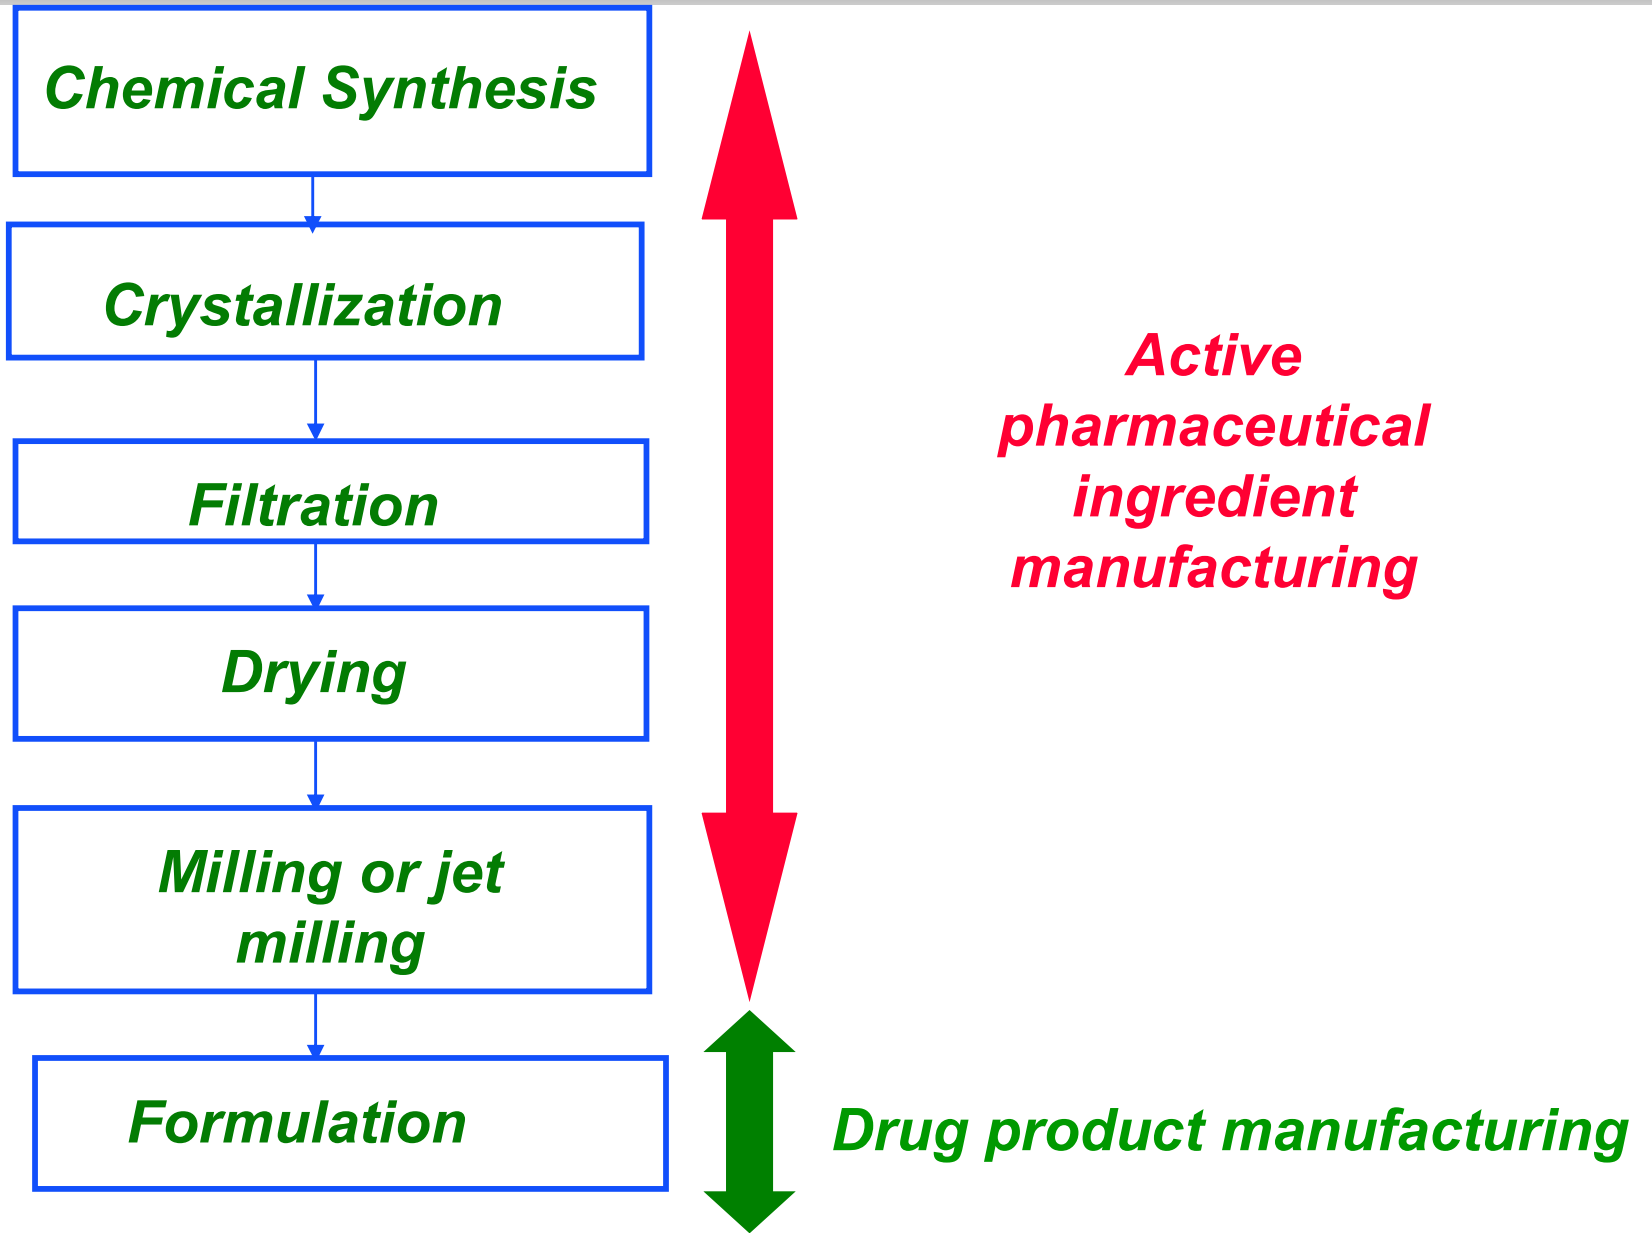 Chemical Synthesis
Crystallization
Filtration
Drying
Milling or jet
milling
Formulation
Active
pharmaceutical
ingredient
manufacturing
Drug product manufacturing